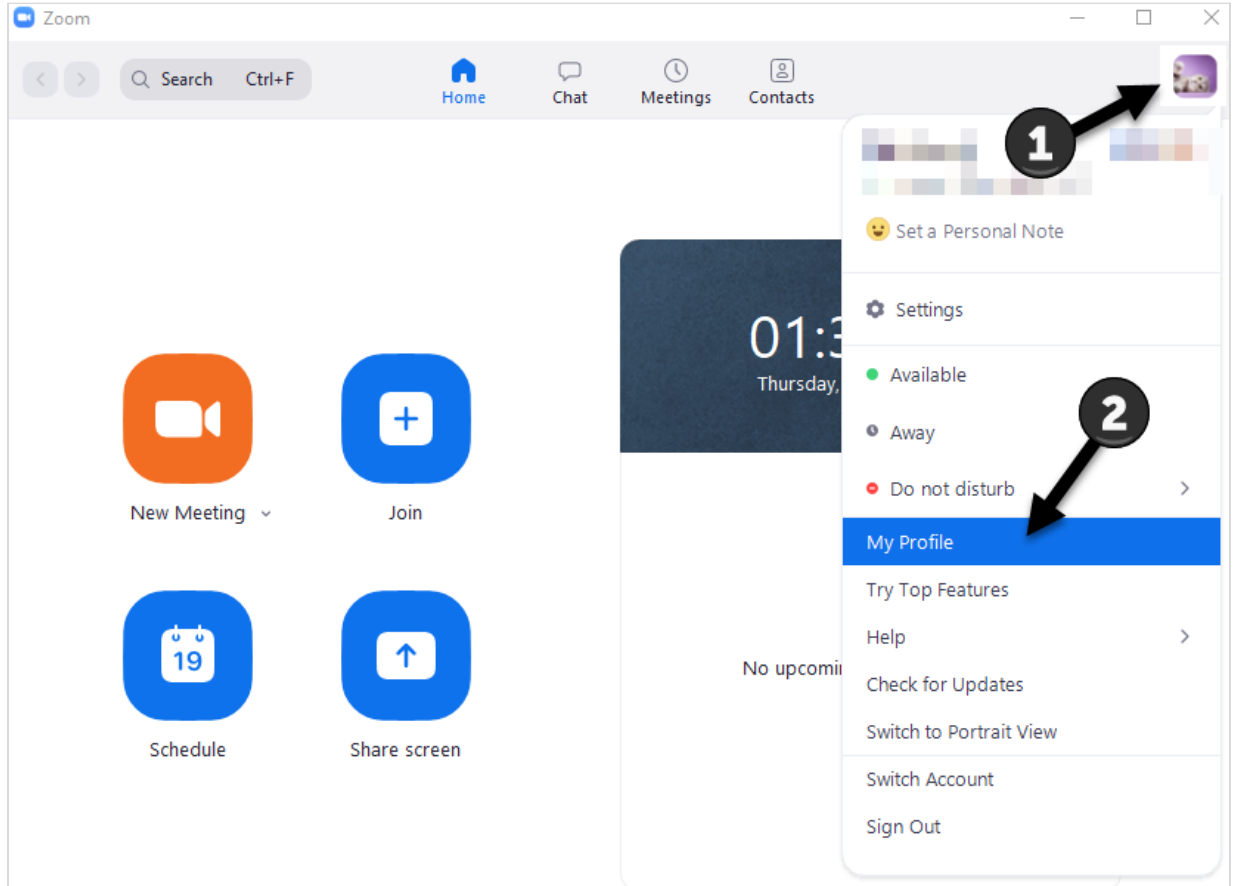 Zoom
Search Ctrl+F
Home Chat Meetings Contacts
1
Set a Personal Note
Settings
01:3
Thursday,
Available
2
Away
Do not disturb
New Meeting Join
My Profile
Try Top Features
19
Help
No upcomin
Check for Updates
Switch to Portrait View
Schedule Share screen
Switch Account
Sign Out